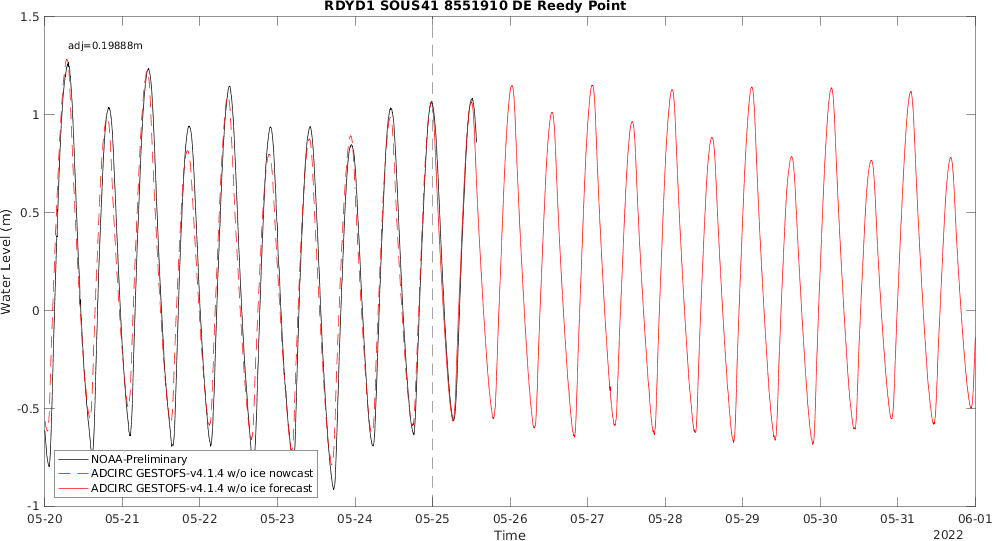 RDYD1 SOUS41 8551910 DE Reedy Point
adj=0.19888m
Water Level (m)
1.5
1
0.5
0
-0.5
-1
NOAA-Preliminary
ADCIRC GESTOFS-v4.1.4 w/o ice nowcast
ADCIRC GESTOFS-v4.1.4 w/o ice forecast
05-20 05-21 05-22 05-23 05-24 05-25 05-26 05-27 05-28 05-29 05-30 05-31 06-01
Time
2022